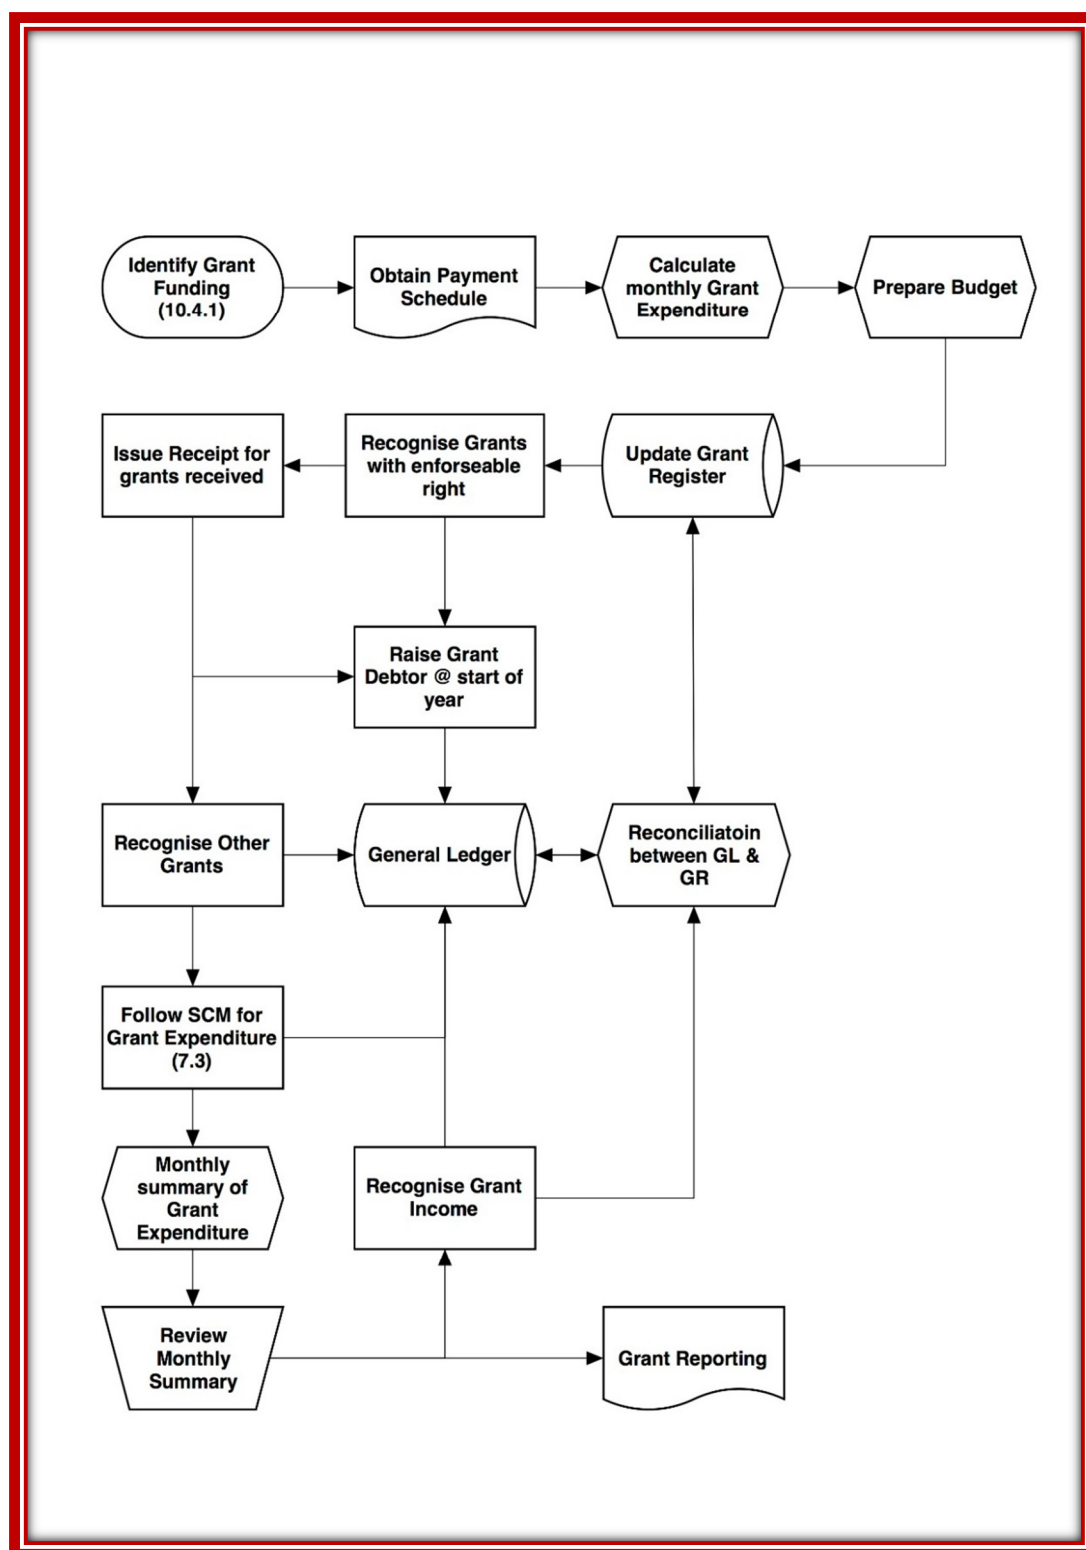 Identify Grant
Funding
(10.4.1)
Obtain Payment
Schedule
Calculate
monthly Grant
Expenditure
Prepare Budget
Issue Receipt for
grants received
Recognise Grants
with enforseable
right
Update Grant
Register
Raise Grant
Debtor @ start of
year
Recognise Other
Grants
General Ledger
Reconciliatoin
between GL &
GR
Follow SCM for
Grant Expenditure
(7.3)
Monthly
summary of
Grant
Expenditure
Recognise Grant
Income
Review
Monthly
Summary
Grant Reporting